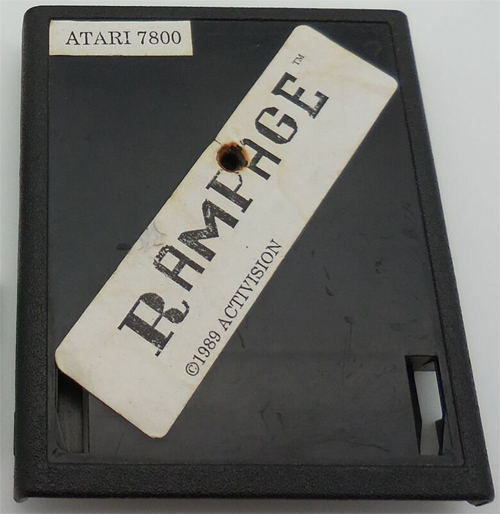 ATARI 7800
RAMPAGE™
©1989 ACTIVISION